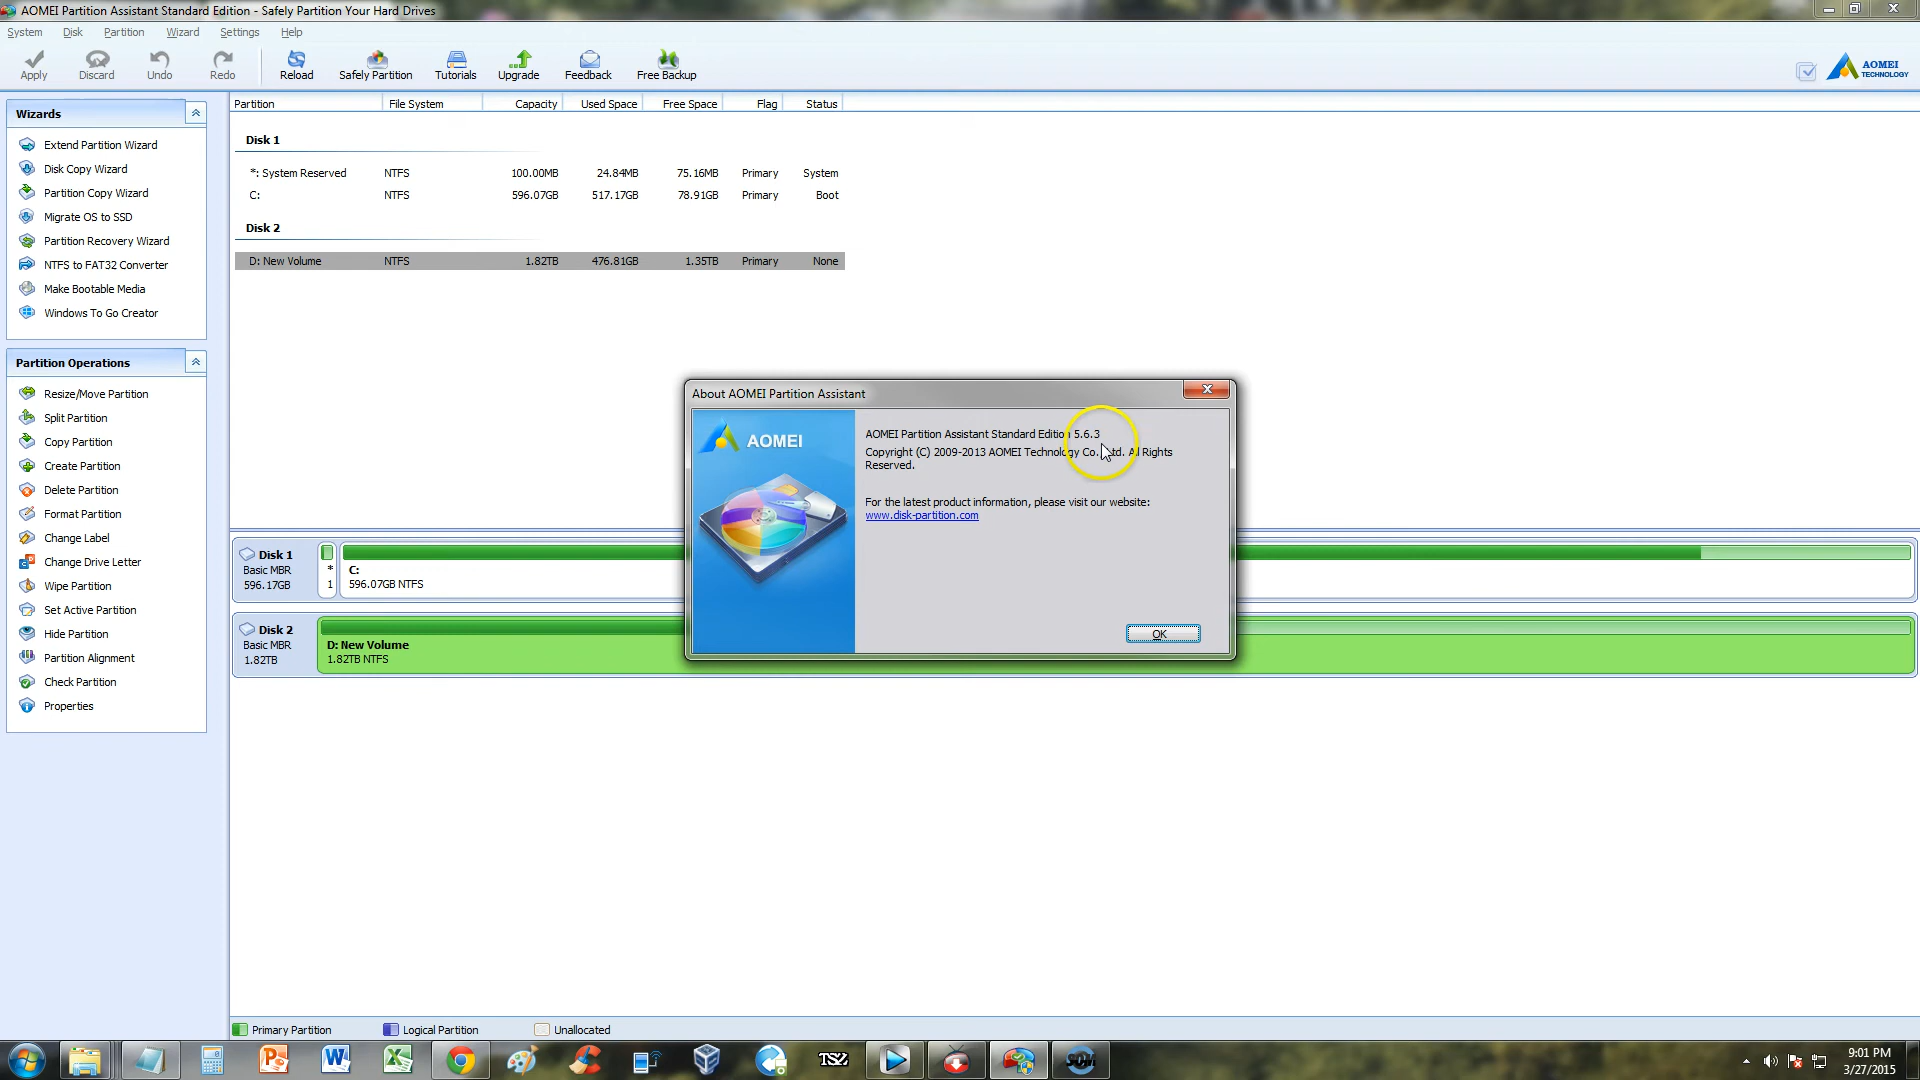 AOMEI Partition Assistant Standard Edition - Safely Partition Your Hard Drives
System Disk Partition Wizard Settings Help
Apply Discard Undo Redo Reload Safely Partition Tutorials Upgrade Feedback Free Backup
AOMEI
TECHNOLOGY
Wizards
Extend Partition Wizard
Disk Copy Wizard
Partition Copy Wizard
Migrate OS to SSD
Partition Recovery Wizard
NTFS to FAT32 Converter
Make Bootable Media
Windows To Go Creator
Partition Operations
Resize/Move Partition
Split Partition
Copy Partition
Create Partition
Delete Partition
Format Partition
Change Label
Change Drive Letter
Wipe Partition
Set Active Partition
Hide Partition
Partition Alignment
Check Partition
Properties
Partition File System Capacity Used Space Free Space Flag Status
Disk 1
*: System Reserved NTFS 100.00MB 24.84MB 75.16MB Primary System
C: NTFS 596.07GB 517.17GB 78.91GB Primary Boot
Disk 2
D: New Volume NTFS 1.82TB 476.81GB 1.35TB Primary None
About AOMEI Partition Assistant
AOMEI
AOMEI Partition Assistant Standard Edition 5.6.3
Copyright (C) 2009-2013 AOMEI Technology Co. Ltd. All Rights
Reserved.
For the latest product information, please visit our website:
www.disk-partition.com
OK
Disk 1
Basic MBR
596.17GB
*
1
C:
596.07GB NTFS
Disk 2
Basic MBR
1.82TB
D: New Volume
1.82TB NTFS
Primary Partition Logical Partition Unallocated
TSZ
9:01 PM
3/27/2015